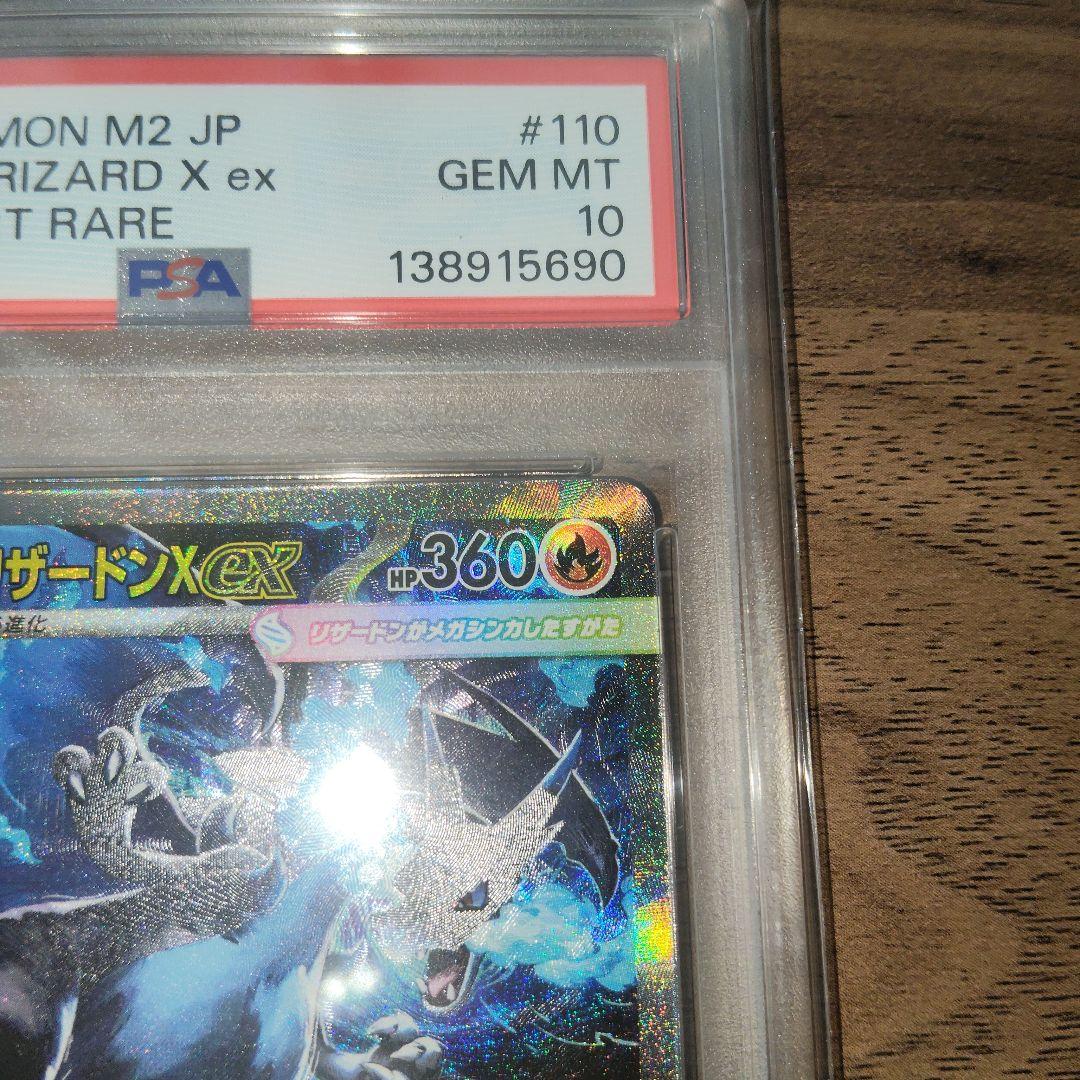 MON M2 JP #110
RIZARD X ex GEM MT
T RARE 10
PSA 138915690
ザードンXex HP360
進化
リザードンがメガシンカしたすがた